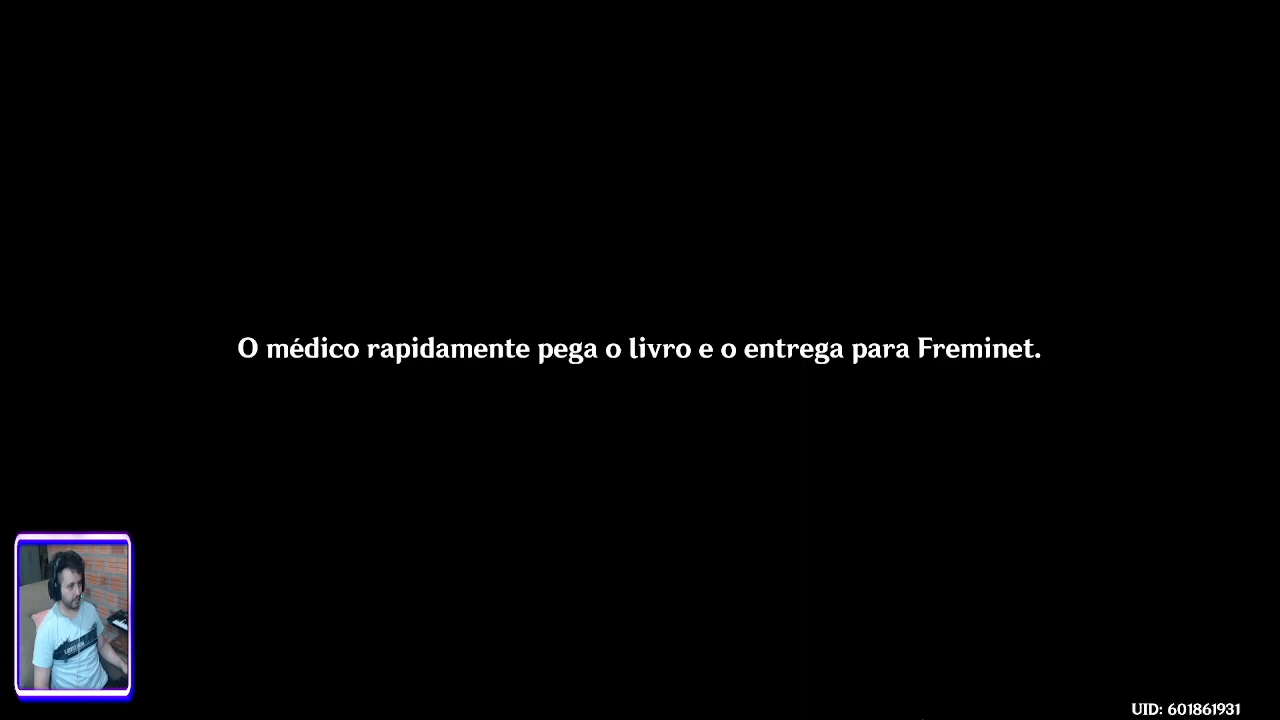 O médico rapidamente pega o livro e o entrega para Freminet.
UID: 601861931